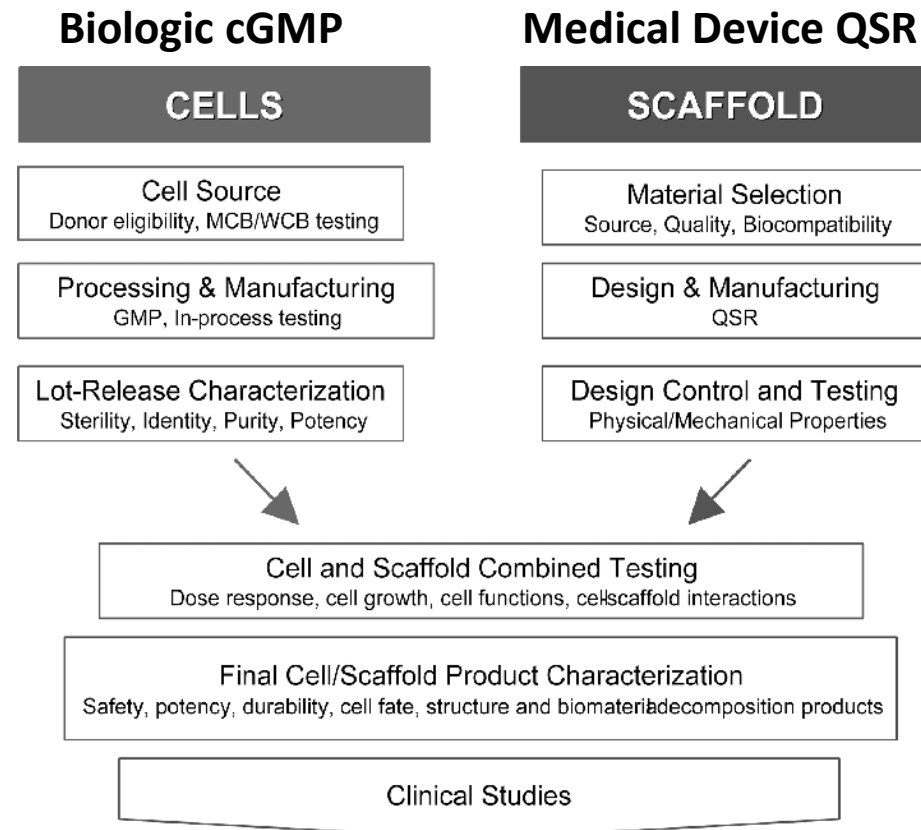 Biologic cGMP
Medical Device QSR
CELLS
SCAFFOLD
Cell Source
Donor eligibility, MCB/WCB testing
Material Selection
Source, Quality, Biocompatibility
Processing & Manufacturing
GMP, In-process testing
Design & Manufacturing
QSR
Lot-Release Characterization
Sterility, Identity, Purity, Potency
Design Control and Testing
Physical/Mechanical Properties
Cell and Scaffold Combined Testing
Dose response, cell growth, cell functions, cell-scaffold interactions
Final Cell/Scaffold Product Characterization
Safety, potency, durability, cell fate, structure and biomaterial decomposition products
Clinical Studies